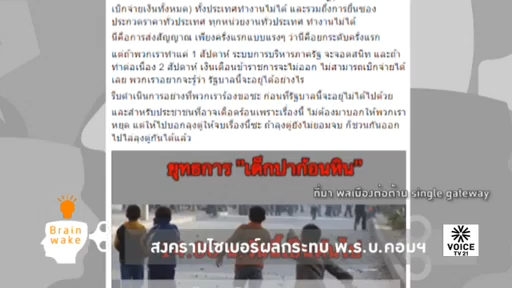 เบิกจ่ายเงินทั้งหมด) ทั้งประเทศทำงานไม่ได้ และรวมถึงการยื่นซอง
ประกวดราคาทั่วประเทศ ทุกหน่วยงานทั่วประเทศ ทำงานไม่ได้
นี่คือการส่งสัญญาณ เพียงครั้งแรกแบบแรงๆ ว่านี่คือยกระดับครั้งแรก
แต่ถ้าพวกเราทำแค่ 1 สัปดาห์ ระบบการบริหารภาครัฐ จะจอดสนิท และถ้า
ทำต่อเนื่อง 2 สัปดาห์ เงินเดือนข้าราชการจะไม่ออก ไม่สามารถเบิกจ่ายได้
เลย พวกเราอยากจะรู้ว่า รัฐบาลนี้จะอยู่ได้อย่างไร
รีบดำเนินการอย่างที่พวกเราร้องขอซะ ก่อนที่รัฐบาลนี้จะอยู่ไม่ได้ไปด้วย
และสำหรับประชาชนที่อาจเดือดร้อนเพราะเรื่องนี้ ไม่ต้องมาบอกให้พวกเรา
หยุด แต่ให้ไปบอกลุงตู่ให้จบเรื่องนี้ซะ ถ้าลุงตู่ยังไม่ยอมจบ ก็ชวนกันออก
ไปไล่ลุงตู่กันได้แล้ว
ยุทธการ "เด็กปาก้อนหิน"
ที่มา พลเมืองต่อต้าน single gateway
Brain
wake
สงครามไซเบอร์ผลกระทบ พ.ร.บ.คอมฯ
VOICE
TV 21